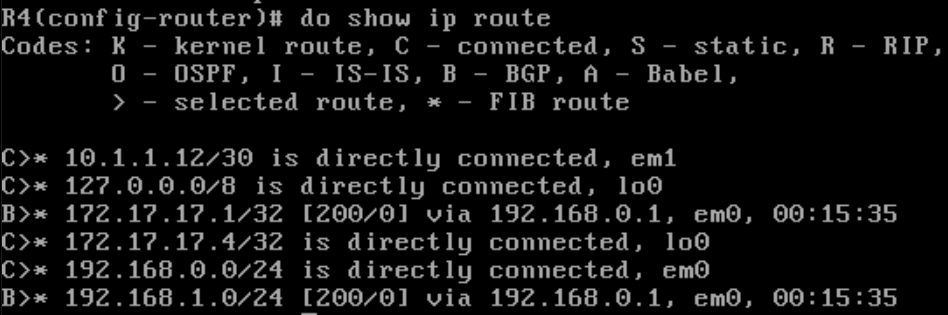 R4(config-router)# do show ip route
Codes: K - kernel route, C - connected, S - static, R - RIP,
O - OSPF, I - IS-IS, B - BGP, A - Babel,
> - selected route, * - FIB route
C>* 10.1.1.12/30 is directly connected, em1
C>* 127.0.0.0/8 is directly connected, lo0
B>* 172.17.17.1/32 [200/0] via 192.168.0.1, em0, 00:15:35
C>* 172.17.17.4/32 is directly connected, lo0
C>* 192.168.0.0/24 is directly connected, em0
B>* 192.168.1.0/24 [200/0] via 192.168.0.1, em0, 00:15:35